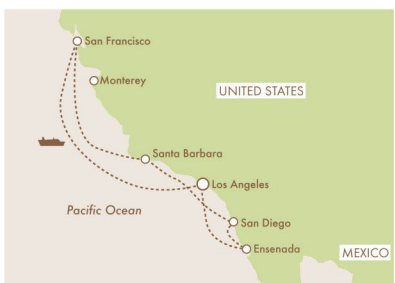 San Francisco
Monterey
UNITED STATES
Santa Barbara
Los Angeles
Pacific Ocean
San Diego
Ensenada
MEXICO